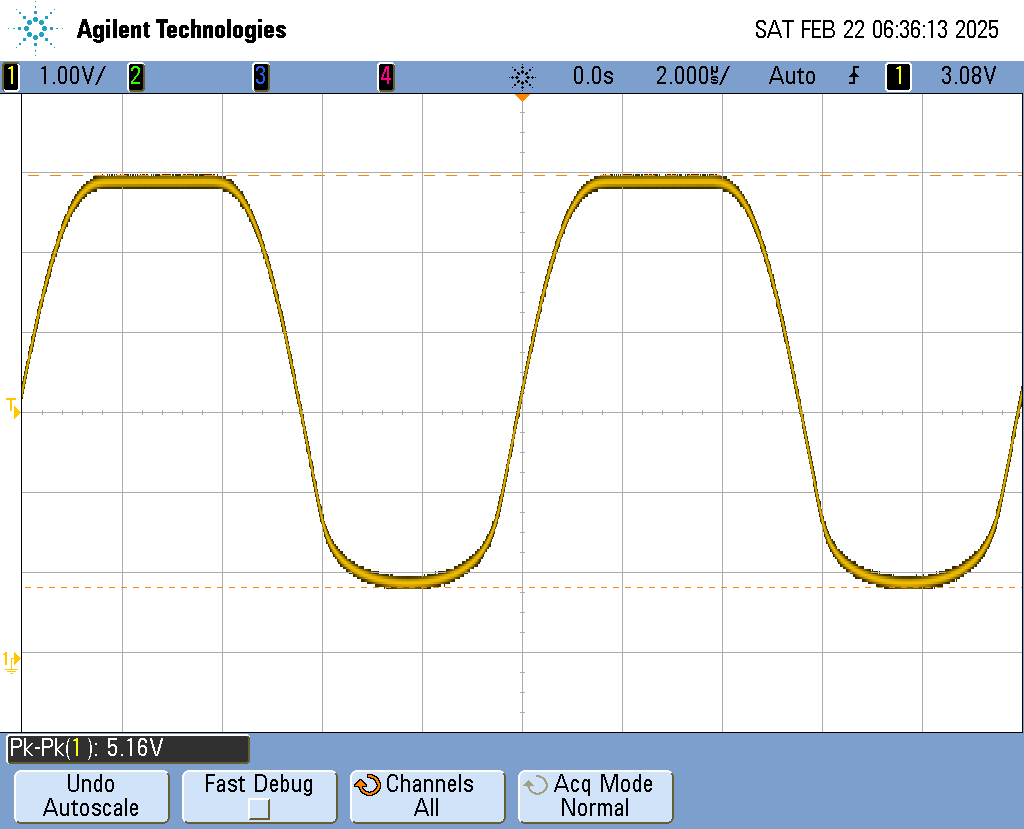 Agilent Technologies SAT FEB 22 06:36:13 2025
1 1.00V/ 2 3 4 0.0s 2.000µs/ Auto 1 3.08V
T
1
Pk-Pk(1): 5.16V
Undo Autoscale
Fast Debug
Channels All
Acq Mode Normal